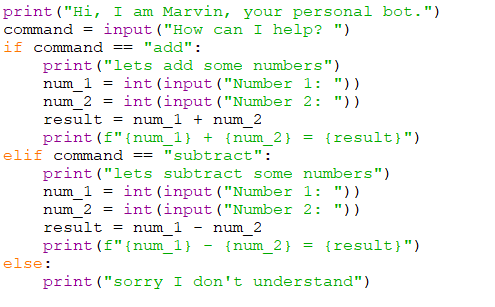 print("Hi, I am Marvin, your personal bot.")
command = input("How can I help? ")
if command == "add":
    print("lets add some numbers")
    num_1 = int(input("Number 1: "))
    num_2 = int(input("Number 2: "))
    result = num_1 + num_2
    print(f"{num_1} + {num_2} = {result}")
elif command == "subtract":
    print("lets subtract some numbers")
    num_1 = int(input("Number 1: "))
    num_2 = int(input("Number 2: "))
    result = num_1 - num_2
    print(f"{num_1} - {num_2} = {result}")
else:
    print("sorry I don't understand")